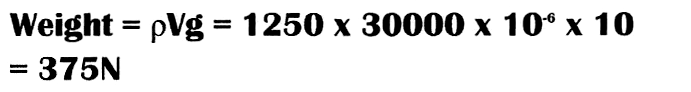 Weight = ρVg = 1250 x 30000 x 10⁻⁶ x 10
= 375N